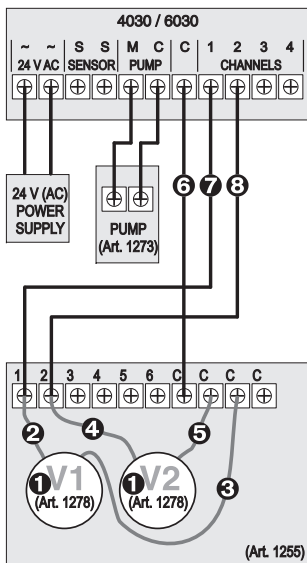 4030 / 6030
~ ~ S S M C C 1 2 3 4
24 V AC SENSOR PUMP CHANNELS
6 7 8
24 V (AC)
POWER
SUPPLY
PUMP
(Art. 1273)
1 2 3 4 5 6 C C C C
2 4 5
1 V1 1 V2 3
(Art. 1278) (Art. 1278)
(Art. 1255)